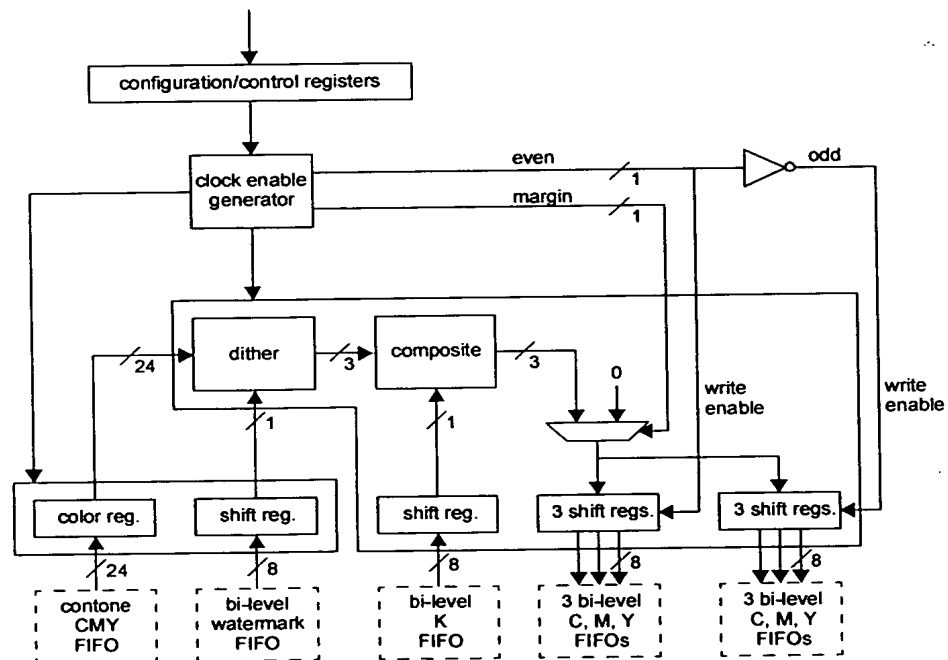 configuration/control registers
clock enable
generator
even
1
odd
margin
1
dither
composite
24
3
3
0
write
enable
write
enable
1
1
color reg.
shift reg.
shift reg.
3 shift regs.
3 shift regs.
24
8
8
8
8
contone
CMY
FIFO
bi-level
watermark
FIFO
bi-level
K
FIFO
3 bi-level
C, M, Y
FIFOs
3 bi-level
C, M, Y
FIFOs